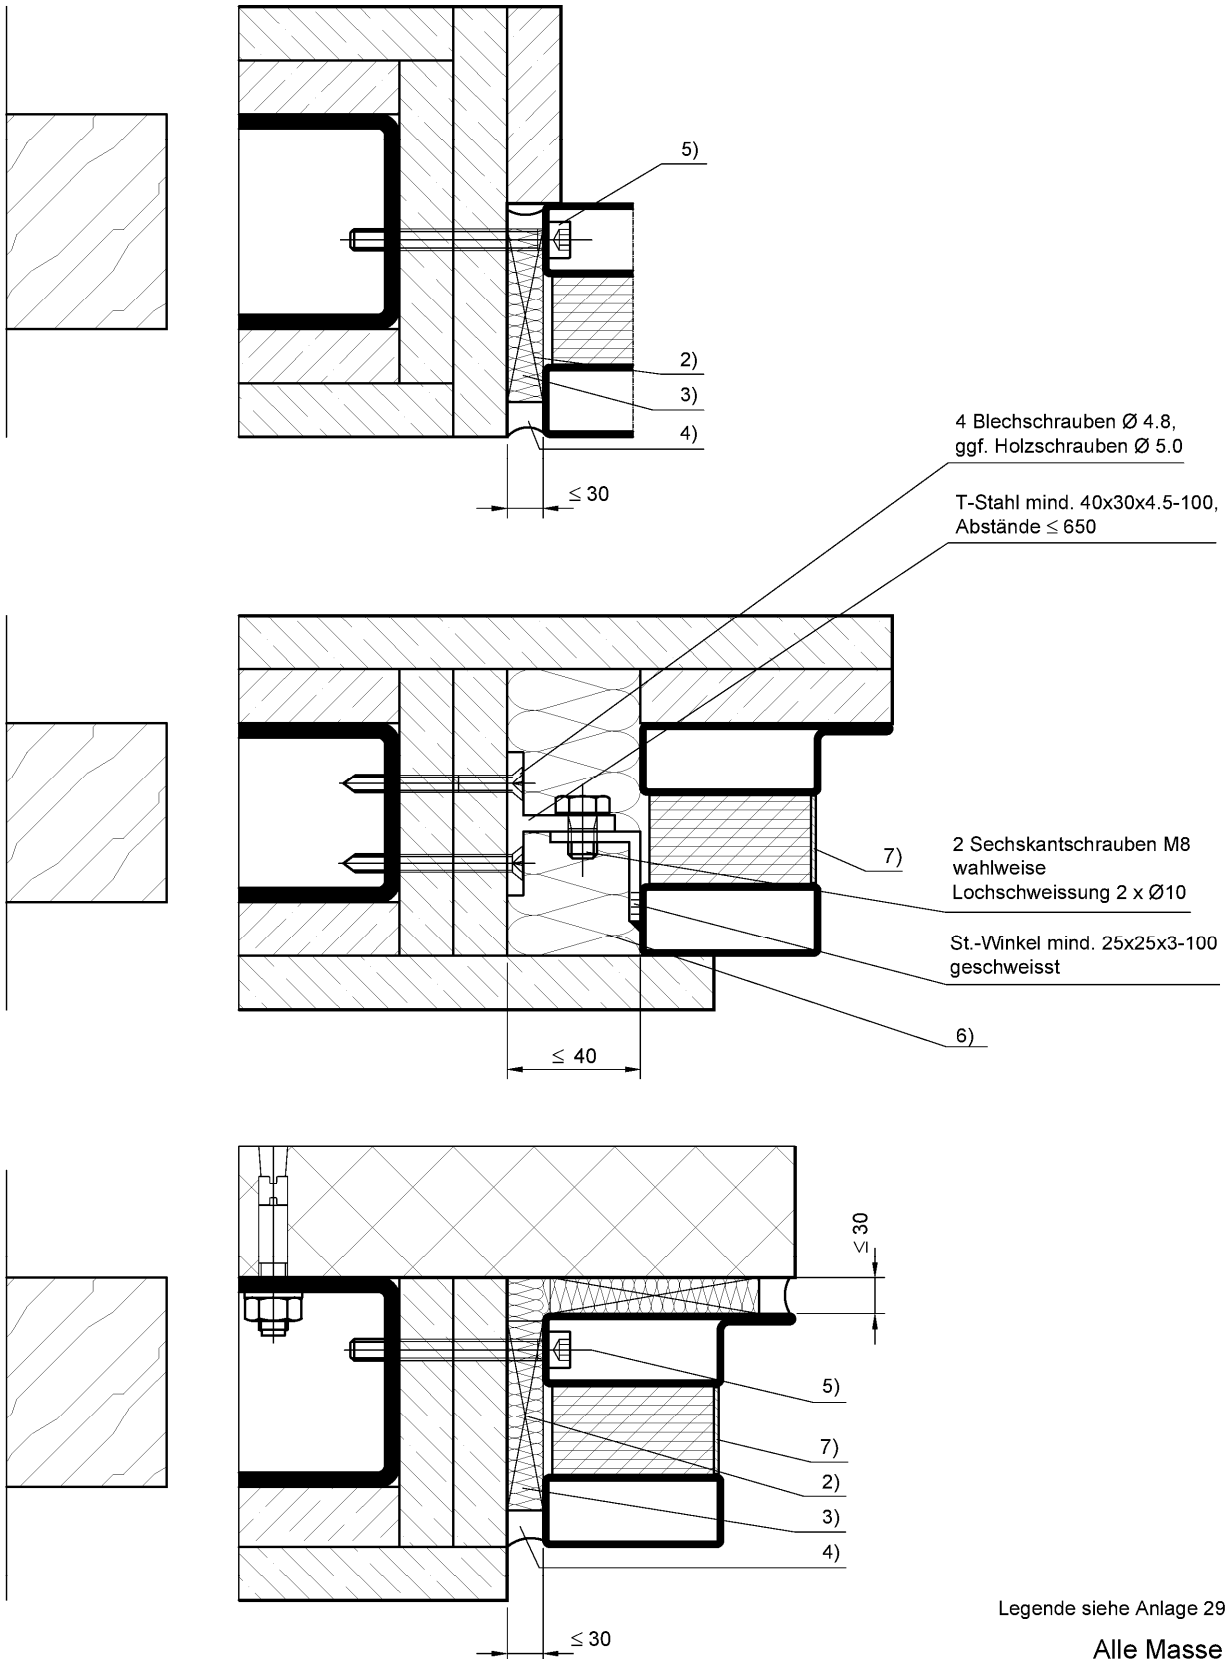 5)
2)
3)
4)
≤ 30
4 Blechschrauben Ø 4.8,
ggf. Holzschrauben Ø 5.0
T-Stahl mind. 40x30x4.5-100,
Abstände ≤ 650
7)
2 Sechskantschrauben M8
wahlweise
Lochschweissung 2 x Ø10
St.-Winkel mind. 25x25x3-100
geschweisst
6)
≤ 40
≤ 30
5)
7)
2)
3)
4)
≤ 30
Legende siehe Anlage 29
Alle Masse